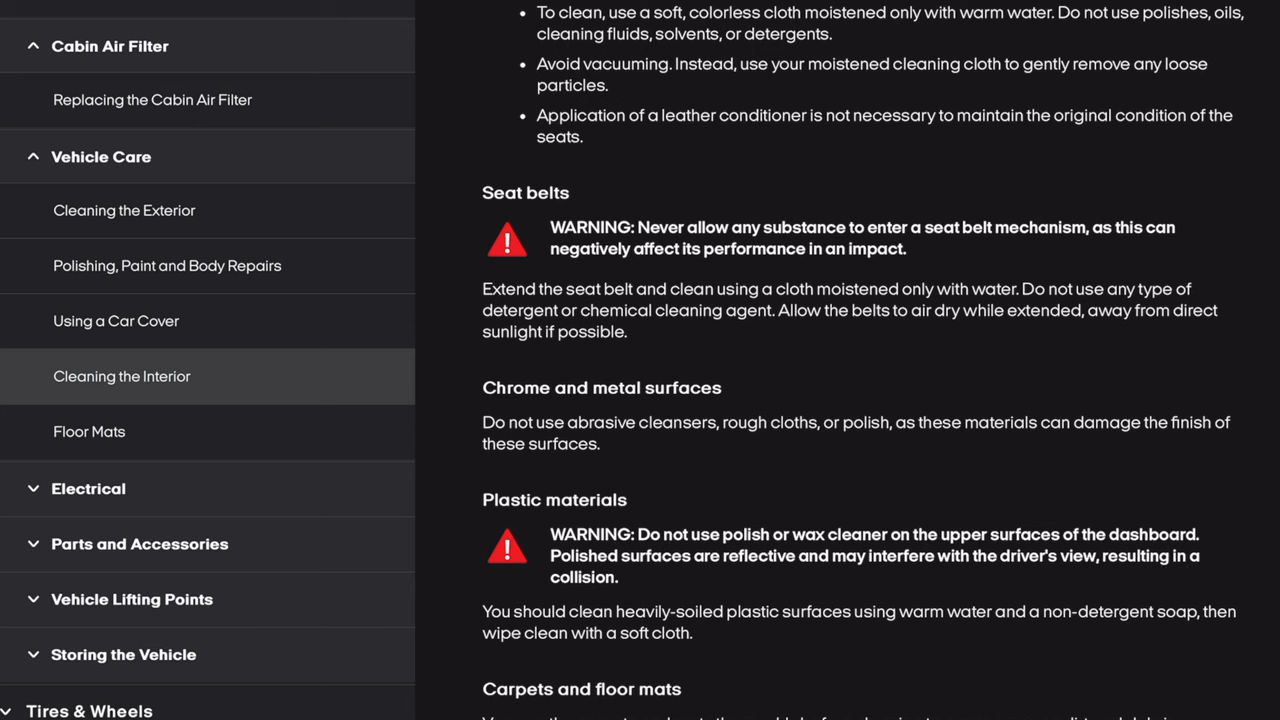 Cabin Air Filter
Replacing the Cabin Air Filter
Vehicle Care
Cleaning the Exterior
Polishing, Paint and Body Repairs
Using a Car Cover
Cleaning the Interior
Floor Mats
Electrical
Parts and Accessories
Vehicle Lifting Points
Storing the Vehicle
Tires & Wheels
• To clean, use a soft, colorless cloth moistened only with warm water. Do not use polishes, oils,
cleaning fluids, solvents, or detergents.
• Avoid vacuuming. Instead, use your moistened cleaning cloth to gently remove any loose
particles.
• Application of a leather conditioner is not necessary to maintain the original condition of the
seats.
Seat belts
WARNING: Never allow any substance to enter a seat belt mechanism, as this can
negatively affect its performance in an impact.
Extend the seat belt and clean using a cloth moistened only with water. Do not use any type of
detergent or chemical cleaning agent. Allow the belts to air dry while extended, away from direct
sunlight if possible.
Chrome and metal surfaces
Do not use abrasive cleansers, rough cloths, or polish, as these materials can damage the finish of
these surfaces.
Plastic materials
WARNING: Do not use polish or wax cleaner on the upper surfaces of the dashboard.
Polished surfaces are reflective and may interfere with the driver's view, resulting in a
collision.
You should clean heavily-soiled plastic surfaces using warm water and a non-detergent soap, then
wipe clean with a soft cloth.
Carpets and floor mats